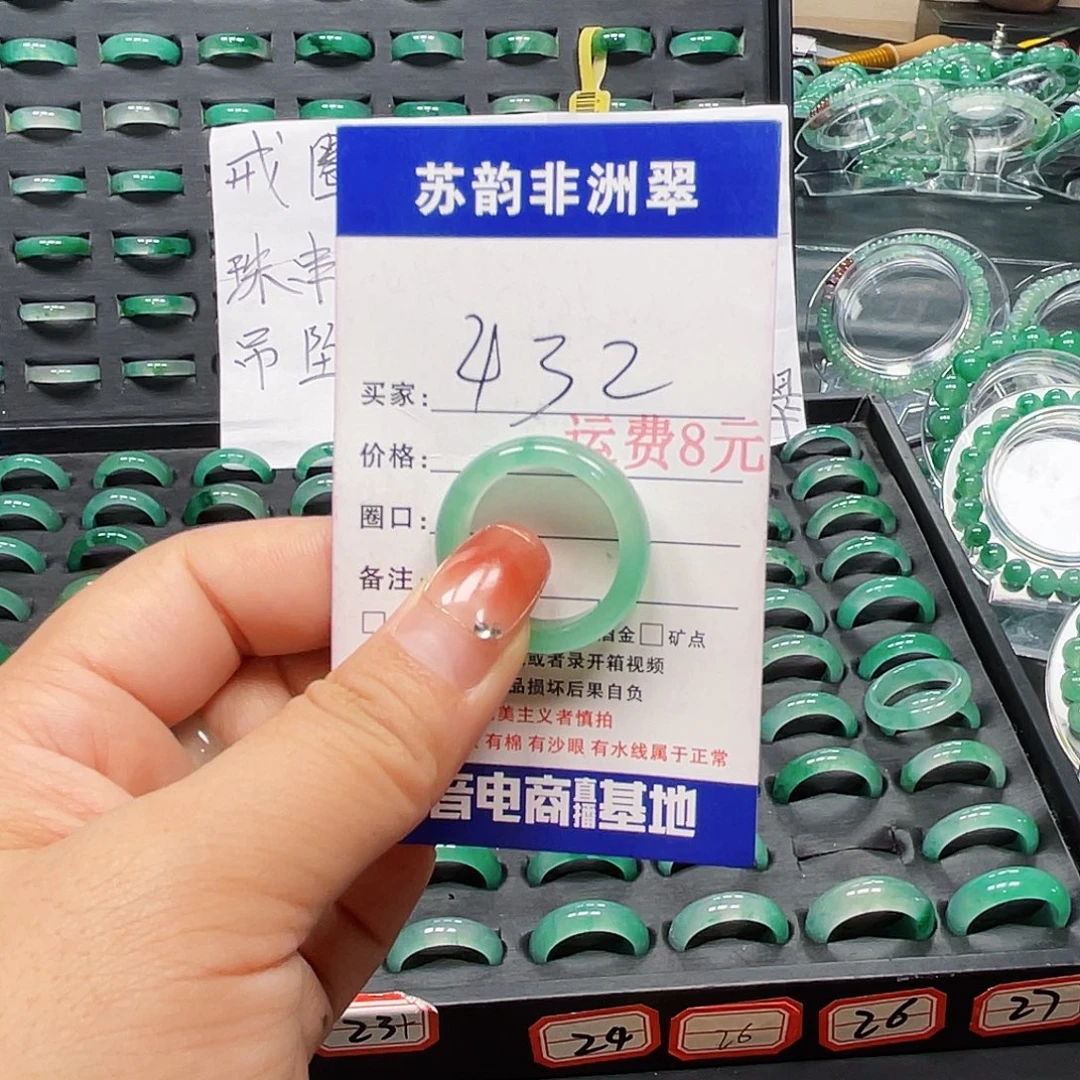 苏韵非洲翠
戒圈
珠串
吊坠
翠
买家: 432
运费8元
价格:
圈口:
备注
金 矿点
或者录开箱视频
品损坏后果自负
美主义者慎拍
有棉 有沙眼 有水线属于正常
音电商直播基地
23+
24
26
26
27